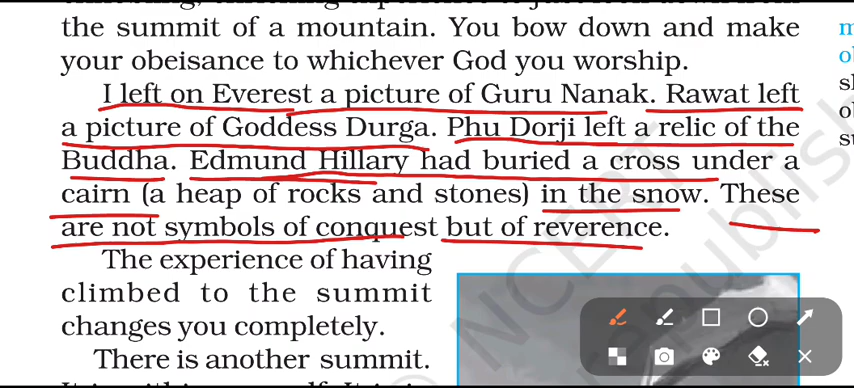 the summit of a mountain. You bow down and make
your obeisance to whichever God you worship.
I left on Everest a picture of Guru Nanak. Rawat left
a picture of Goddess Durga. Phu Dorji left a relic of the
Buddha. Edmund Hillary had buried a cross under a
cairn (a heap of rocks and stones) in the snow. These
are not symbols of conquest but of reverence.
The experience of having
climbed to the summit
changes you completely.
There is another summit.
NCERT